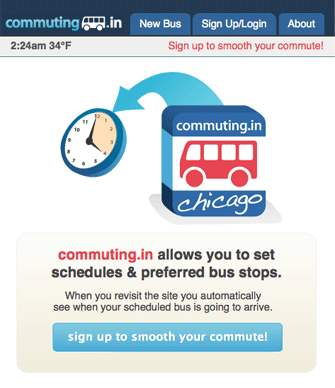 commuting.in
New Bus
Sign Up/Login
About
2:24am 34°F
Sign up to smooth your commute!
12
commuting.in
chicago
commuting.in allows you to set
schedules & preferred bus stops.
When you revisit the site you automatically
see when your scheduled bus is going to arrive.
sign up to smooth your commute!